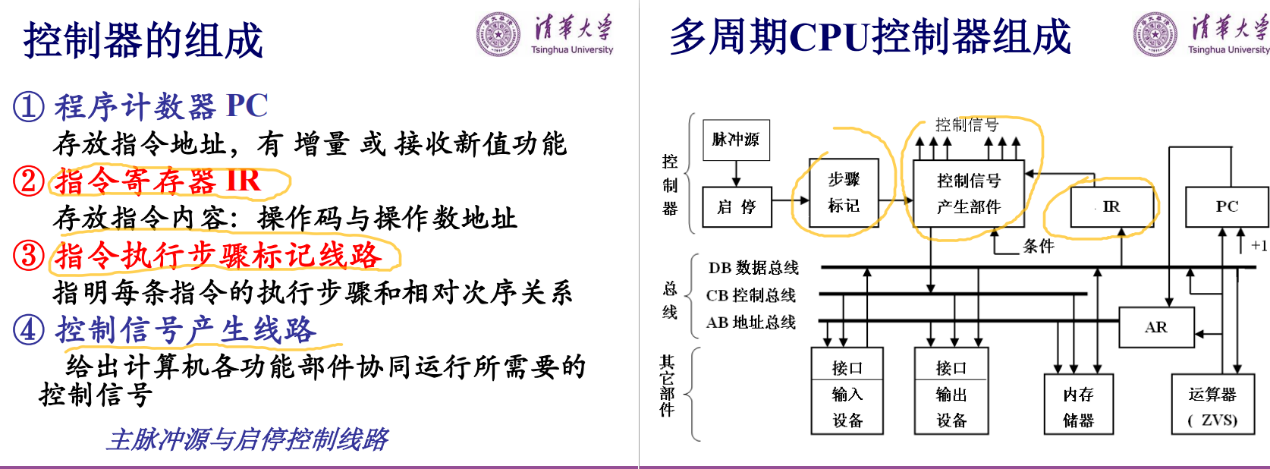 控制器的组成
清华大学
Tsinghua University
① 程序计数器 PC
存放指令地址，有 增量 或 接收新值功能
② 指令寄存器 IR
存放指令内容：操作码与操作数地址
③ 指令执行步骤标记线路
指明每条指令的执行步骤和相对次序关系
④ 控制信号产生线路
给出计算机各功能部件协同运行所需要的
控制信号
主脉冲源与启停控制线路
多周期CPU控制器组成
清华大学
Tsinghua University
控制器
脉冲源
启 停
步骤
标记
控制信号
控制信号
产生部件
IR
PC
条件
+1
总线
DB 数据总线
CB 控制总线
AB 地址总线
AR
其它部件
接口
输入
设备
接口
输出
设备
内存
储器
运算器
( ZVS)